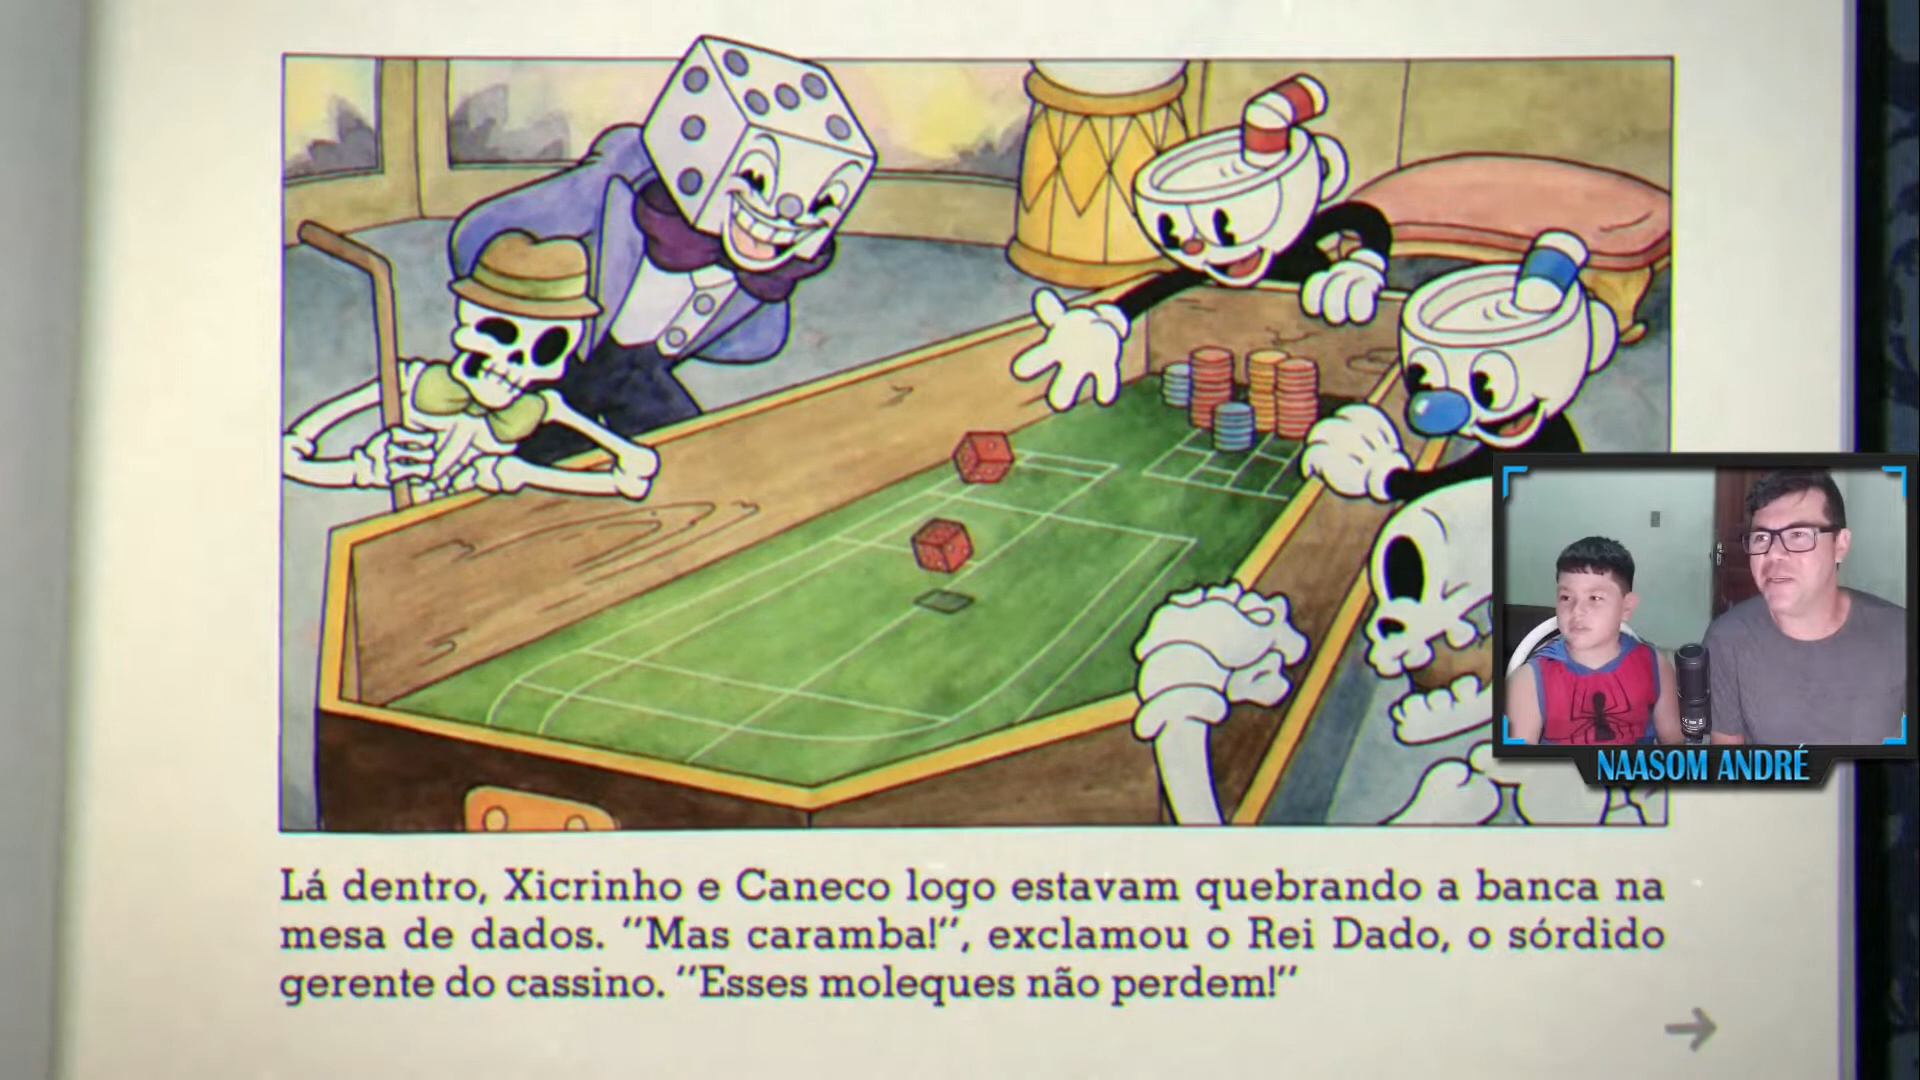 Lá dentro, Xicrinho e Caneco logo estavam quebrando a banca na
mesa de dados. “Mas caramba!”, exclamou o Rei Dado, o sórdido
gerente do cassino. “Esses moleques não perdem!”
NAASOM ANDRÉ